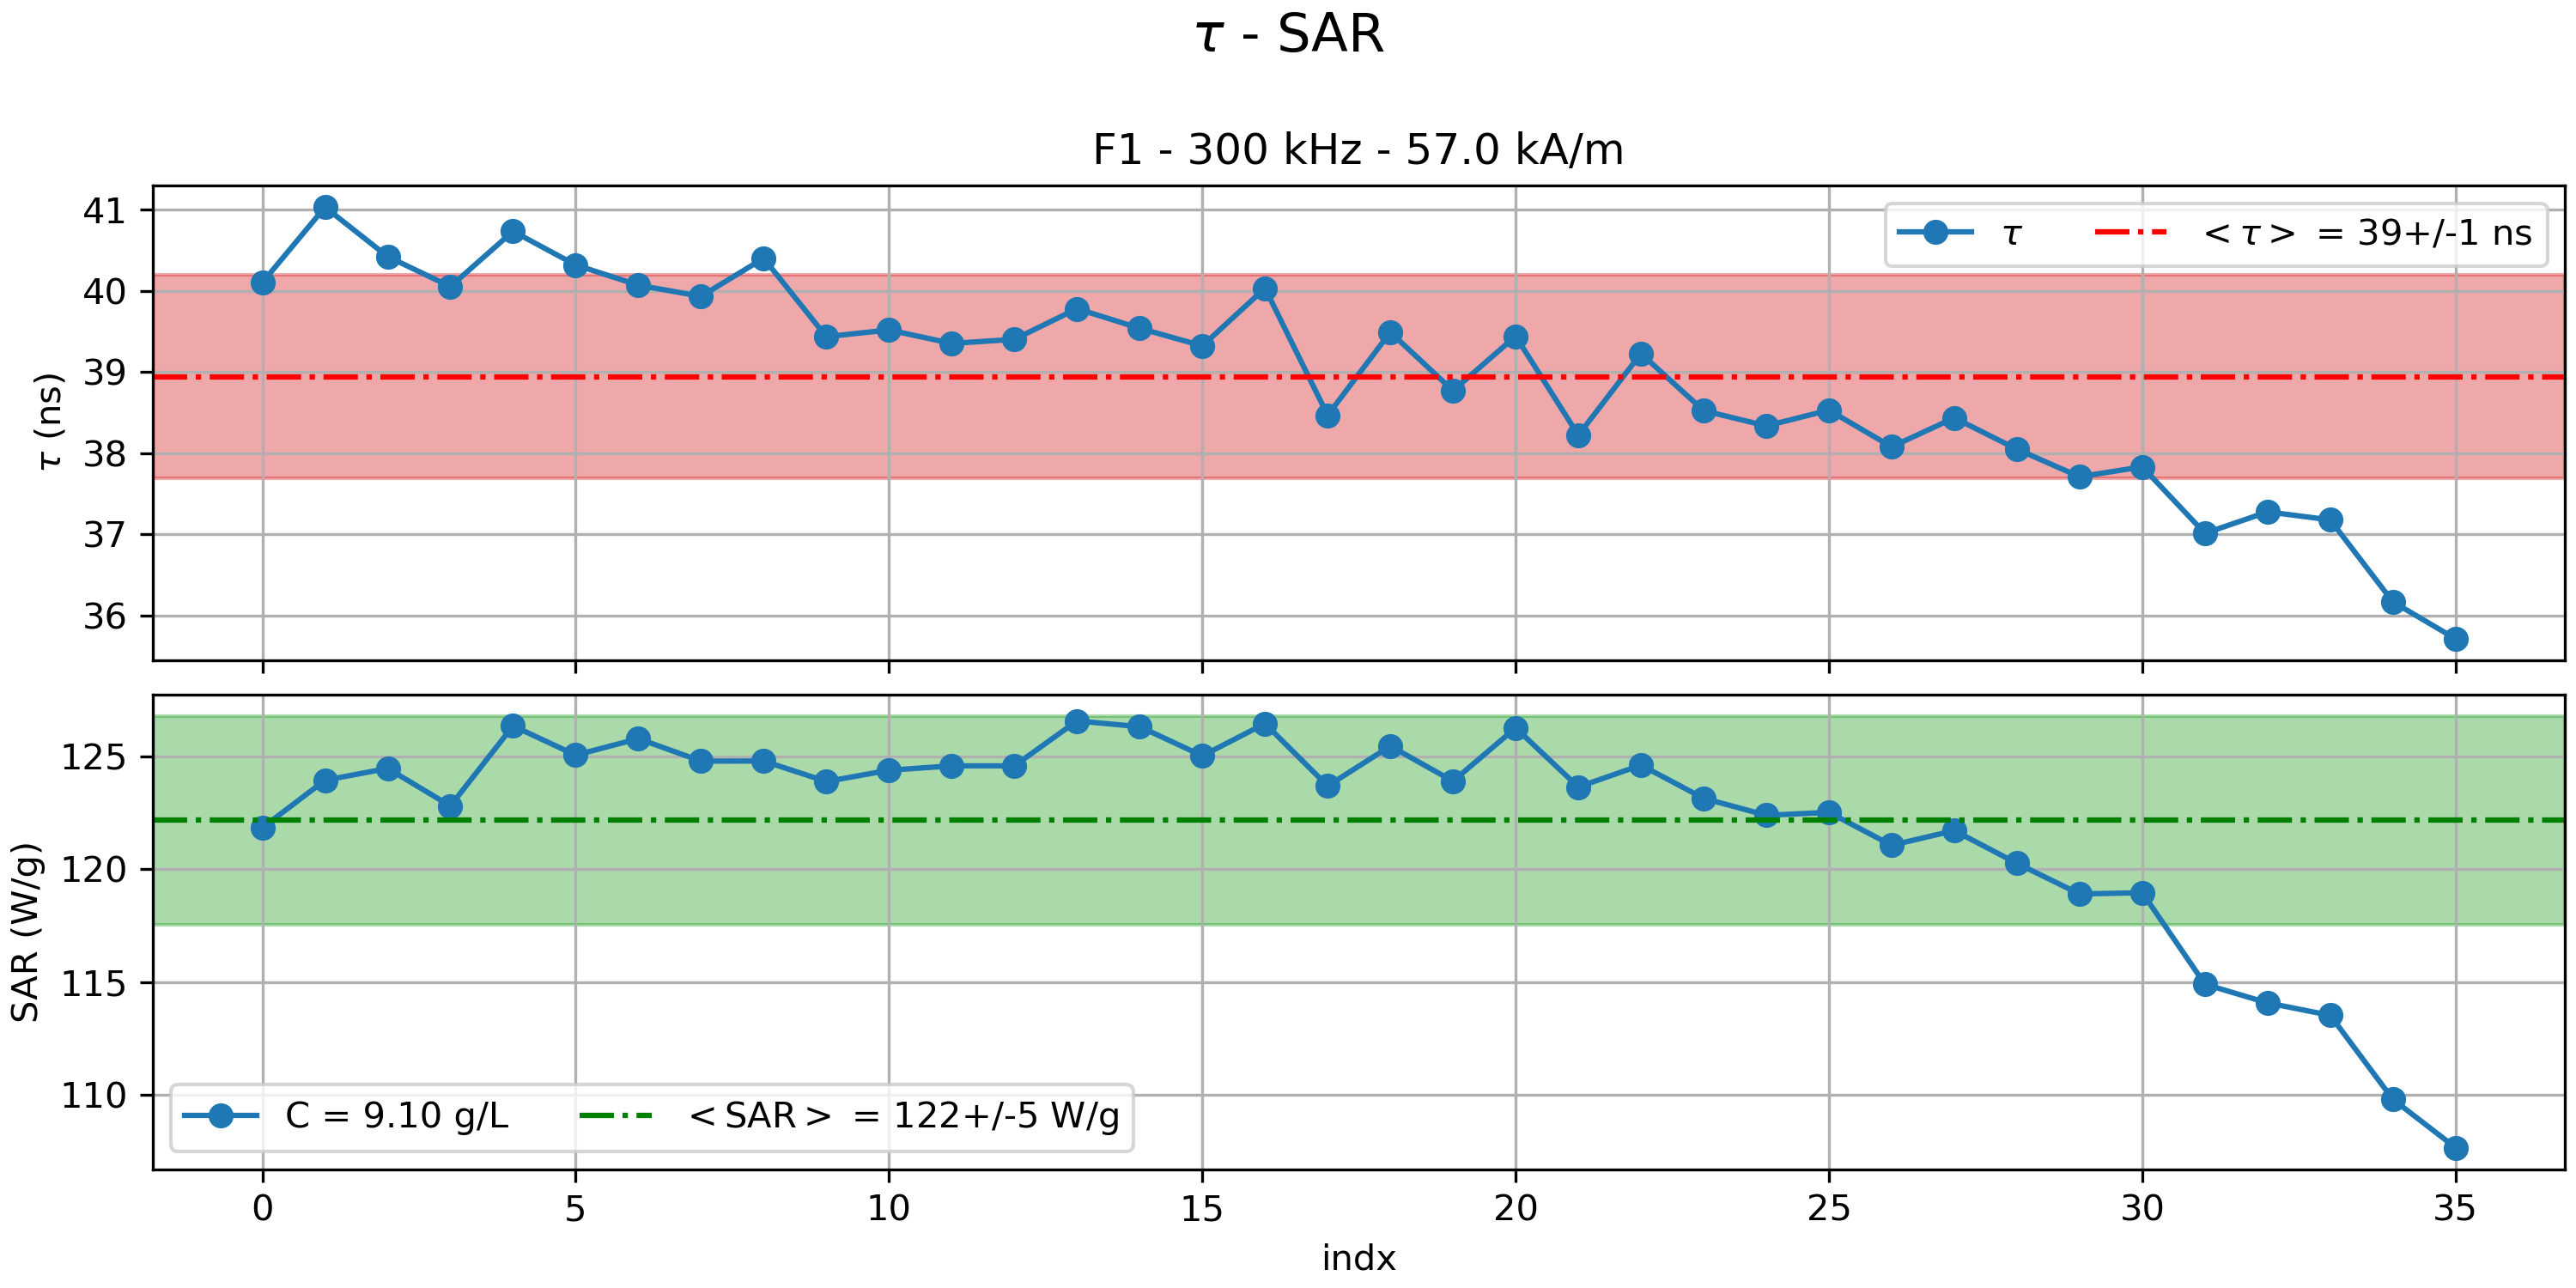 τ - SAR
F1 - 300 kHz - 57.0 kA/m
41
40
39
38
37
36
τ (ns)
τ
<τ> = 39+/-1 ns
125
120
115
110
SAR (W/g)
C = 9.10 g/L
<SAR> = 122+/-5 W/g
0 5 10 15 20 25 30 35
indx